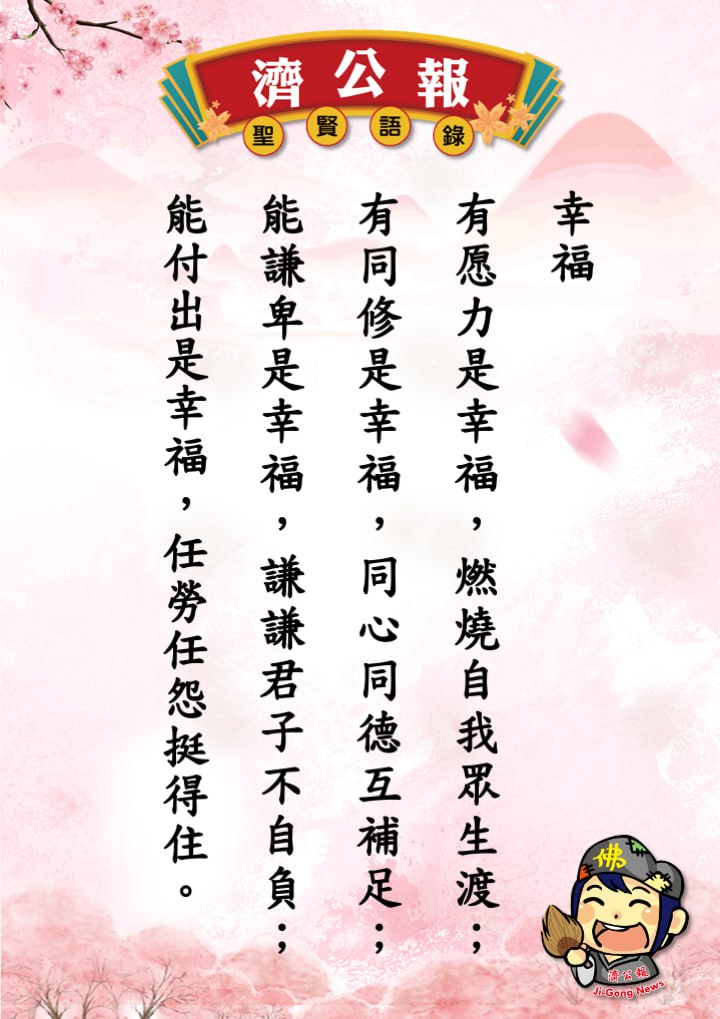 濟公報
聖賢語錄
幸福
有愿力是幸福，燃燒自我眾生渡；
有同修是幸福，同心同德互補足；
能謙卑是幸福，謙謙君子不自負；
能付出是幸福，任勞任怨挺得住。
佛
濟公報
Ji-Gong News